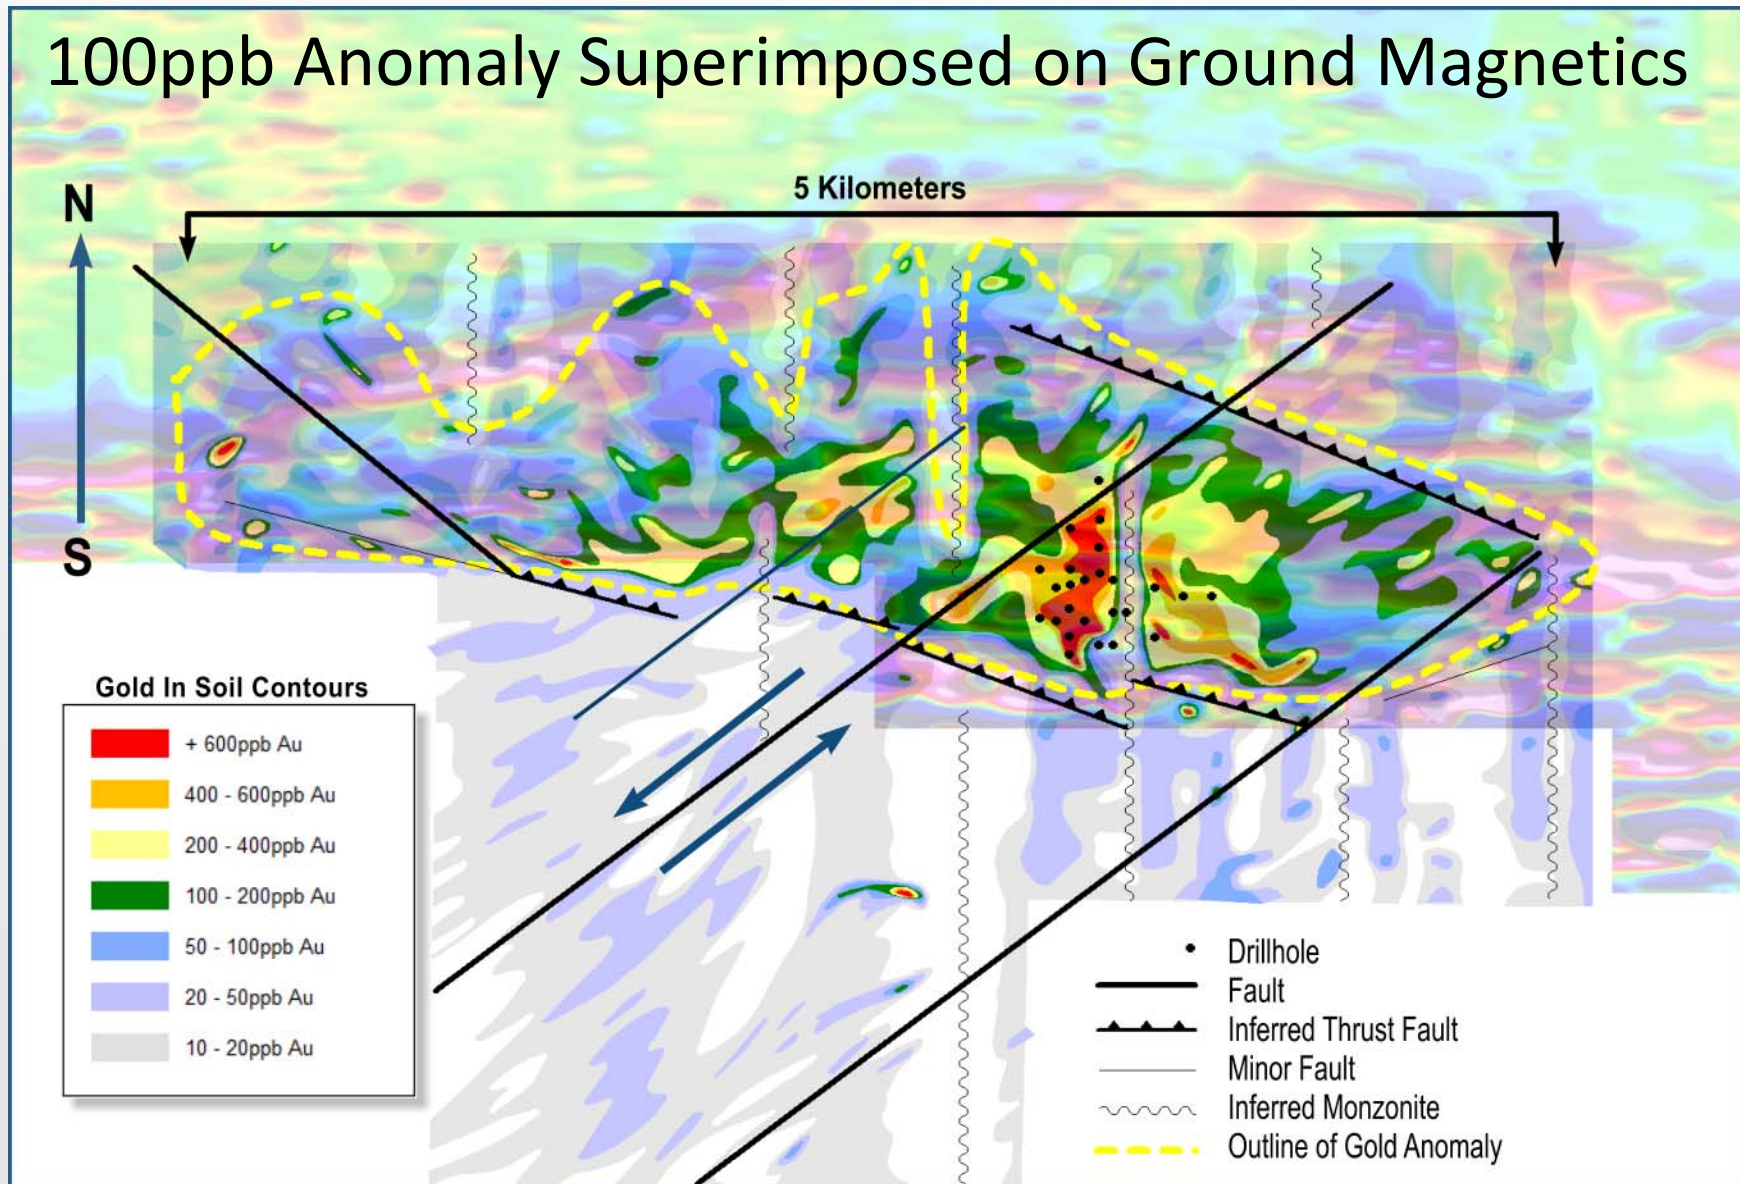 100ppb Anomaly Superimposed on Ground Magnetics
N
5 Kilometers
S
Gold In Soil Contours
+ 600ppb Au
400 - 600ppb Au
200 - 400ppb Au
100 - 200ppb Au
50 - 100ppb Au
20 - 50ppb Au
10 - 20ppb Au
Drillhole
Fault
Inferred Thrust Fault
Minor Fault
Inferred Monzonite
Outline of Gold Anomaly